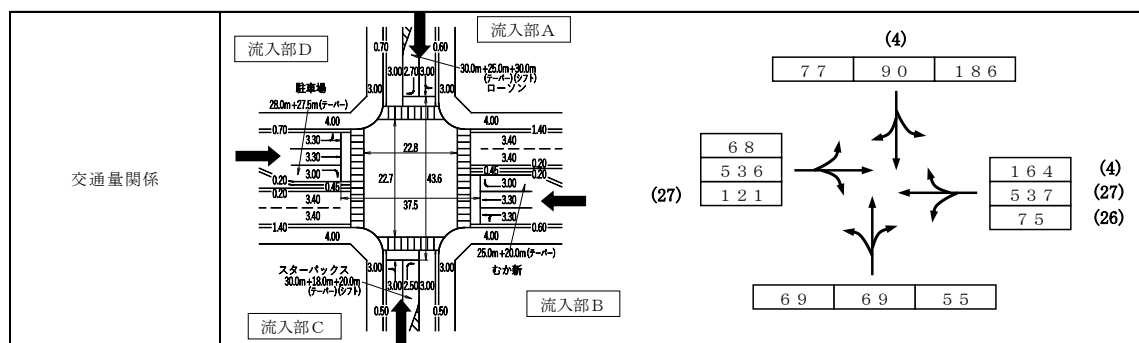 交通量関係
流入部D
流入部A
0.70
0.60
3.00
3.00
2.70
3.00
3.00
30.0m+25.0m+30.0m
(テーパー)(シフト)
ローソン
駐車場
28.0m+27.5m(テーパー)
4.00
4.00
0.70
1.40
3.30
3.30
3.00
0.45
0.20
0.20
3.40
3.40
1.40
4.00
22.8
22.7
43.6
37.5
3.40
3.40
0.20
0.20
0.45
3.00
3.30
3.30
0.60
4.00
25.0m+20.0m(テーパー)
むか新
スターバックス
30.0m+18.0m+20.0m
(テーパー)(シフト)
3.00
3.00
2.50
3.00
0.50
0.50
流入部C
流入部B
(4)
77 90 186
68
536
(27) 121
164 (4)
537 (27)
75 (26)
69 69 55